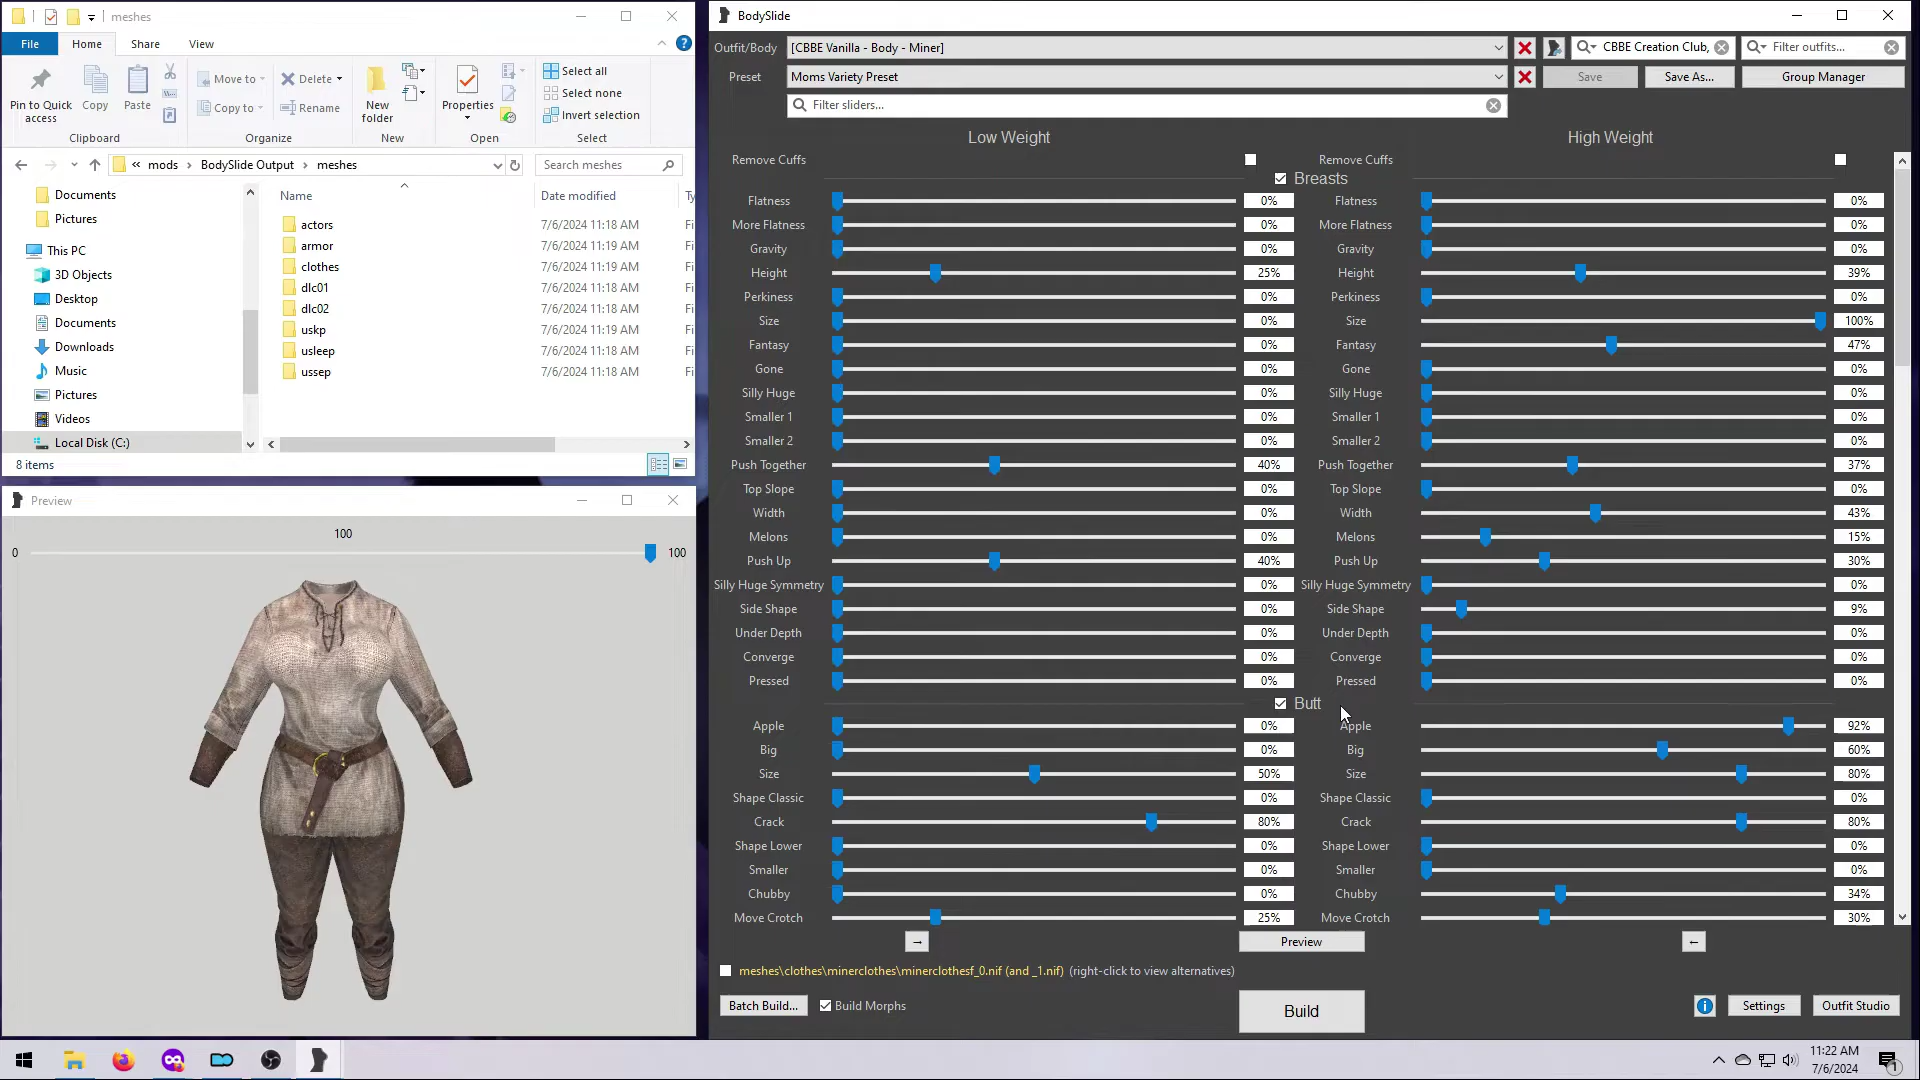 meshes
File Home Share View
Pin to Quick access
Copy
Paste
Move to
Copy to
Delete
Rename
New folder
Properties
Select all
Select none
Invert selection
Clipboard Organize New Open Select
« mods › BodySlide Output › meshes
Search meshes
Documents
Pictures
This PC
3D Objects
Desktop
Documents
Downloads
Music
Pictures
Videos
Local Disk (C:)
Name Date modified Ty
actors 7/6/2024 11:18 AM Fi
armor 7/6/2024 11:19 AM Fi
clothes 7/6/2024 11:19 AM Fi
dlc01 7/6/2024 11:18 AM Fi
dlc02 7/6/2024 11:18 AM Fi
uskp 7/6/2024 11:19 AM Fi
usleep 7/6/2024 11:18 AM Fi
ussep 7/6/2024 11:18 AM Fi
8 items
Preview
100
0 100
BodySlide
Outfit/Body [CBBE Vanilla - Body - Miner] CBBE Creation Club, Filter outfits...
Preset Moms Variety Preset Save Save As... Group Manager
Filter sliders...
Low Weight High Weight
Remove Cuffs Remove Cuffs
Breasts
Flatness 0% Flatness 0%
More Flatness 0% More Flatness 0%
Gravity 0% Gravity 0%
Height 25% Height 39%
Perkiness 0% Perkiness 0%
Size 0% Size 100%
Fantasy 0% Fantasy 47%
Gone 0% Gone 0%
Silly Huge 0% Silly Huge 0%
Smaller 1 0% Smaller 1 0%
Smaller 2 0% Smaller 2 0%
Push Together 40% Push Together 37%
Top Slope 0% Top Slope 0%
Width 0% Width 43%
Melons 0% Melons 15%
Push Up 40% Push Up 30%
Silly Huge Symmetry 0% Silly Huge Symmetry 0%
Side Shape 0% Side Shape 9%
Under Depth 0% Under Depth 0%
Converge 0% Converge 0%
Pressed 0% Pressed 0%
Butt
Apple 0% Apple 92%
Big 0% Big 60%
Size 50% Size 80%
Shape Classic 0% Shape Classic 0%
Crack 80% Crack 80%
Shape Lower 0% Shape Lower 0%
Smaller 0% Smaller 0%
Chubby 0% Chubby 34%
Move Crotch 25% Move Crotch 30%
→ Preview ←
meshes\clothes\minerclothes\minerclothesf_0.nif (and _1.nif) (right-click to view alternatives)
Batch Build... Build Morphs Build Settings Outfit Studio
11:22 AM
7/6/2024
1